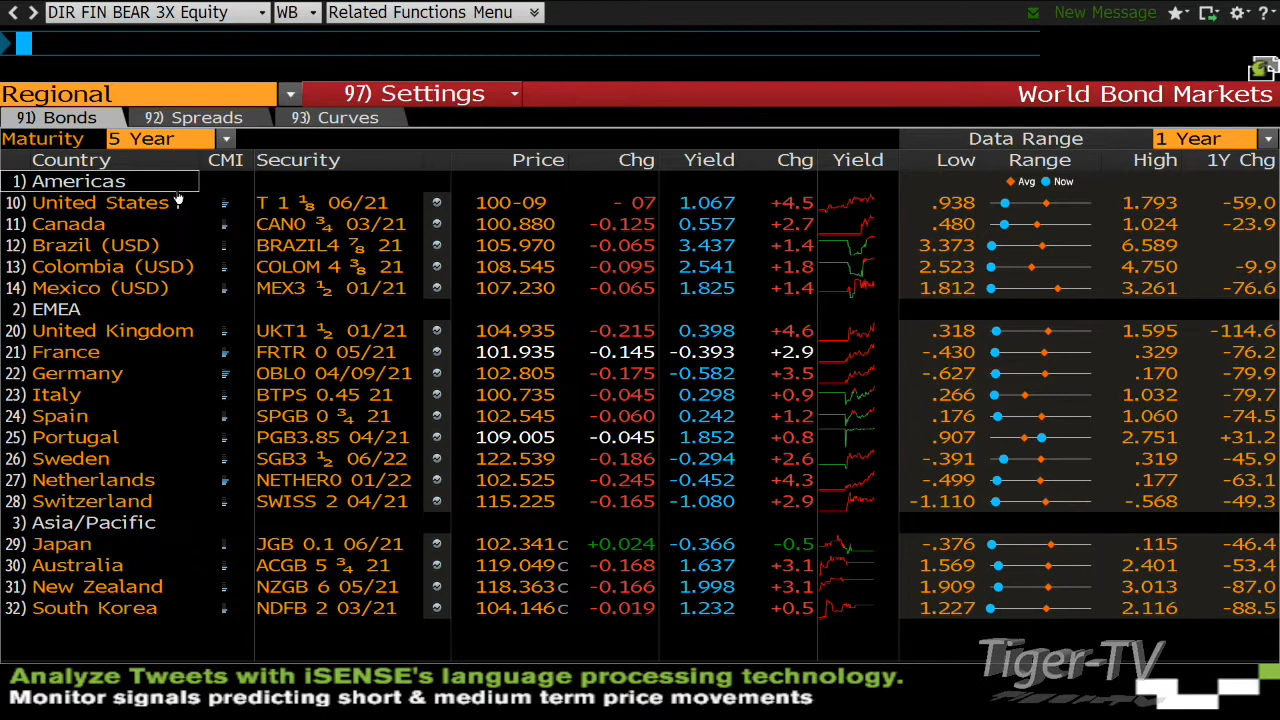 DIR FIN BEAR 3X Equity WB Related Functions Menu New Message
Regional 97) Settings World Bond Markets
91) Bonds 92) Spreads 93) Curves
Maturity 5 Year Data Range 1 Year
Country CMI Security Price Chg Yield Chg Yield Low Range High 1Y Chg
1) Americas Avg Now
10) United States T 1 ⅛ 06/21 100-09 - 07 1.067 +4.5 .938 1.793 -59.0
11) Canada CAN0 ¾ 03/21 100.880 -0.125 0.557 +2.7 .480 1.024 -23.9
12) Brazil (USD) BRAZIL4 ⅞ 21 105.970 -0.065 3.437 +1.4 3.373 6.589
13) Colombia (USD) COLOM 4 ⅜ 21 108.545 -0.095 2.541 +1.8 2.523 4.750 -9.9
14) Mexico (USD) MEX3 ½ 01/21 107.230 -0.065 1.825 +1.4 1.812 3.261 -76.6
2) EMEA
20) United Kingdom UKT1 ½ 01/21 104.935 -0.215 0.398 +4.6 .318 1.595 -114.6
21) France FRTR 0 05/21 101.935 -0.145 -0.393 +2.9 -.430 .329 -76.2
22) Germany OBL0 04/09/21 102.805 -0.175 -0.582 +3.5 -.627 .170 -79.9
23) Italy BTPS 0.45 21 100.735 -0.045 0.298 +0.9 .266 1.032 -79.7
24) Spain SPGB 0 ¾ 21 102.545 -0.060 0.242 +1.2 .176 1.060 -74.5
25) Portugal PGB3.85 04/21 109.005 -0.045 1.852 +0.8 .907 2.751 +31.2
26) Sweden SGB3 ½ 06/22 122.539 -0.186 -0.294 +2.6 -.391 .319 -45.9
27) Netherlands NETHER0 01/22 102.525 -0.245 -0.452 +4.3 -.499 .177 -63.1
28) Switzerland SWISS 2 04/21 115.225 -0.165 -1.080 +2.9 -1.110 -.568 -49.3
3) Asia/Pacific
29) Japan JGB 0.1 06/21 102.341c +0.024 -0.366 -0.5 -.376 .115 -46.4
30) Australia ACGB 5 ¾ 21 119.049c -0.168 1.637 +3.1 1.569 2.401 -53.4
31) New Zealand NZGB 6 05/21 118.363c -0.166 1.998 +3.1 1.909 3.013 -87.0
32) South Korea NDFB 2 03/21 104.146c -0.019 1.232 +0.5 1.227 2.116 -88.5
Tiger-TV
Analyze Tweets with iSENSE's language processing technology.
Monitor signals predicting short & medium term price movements